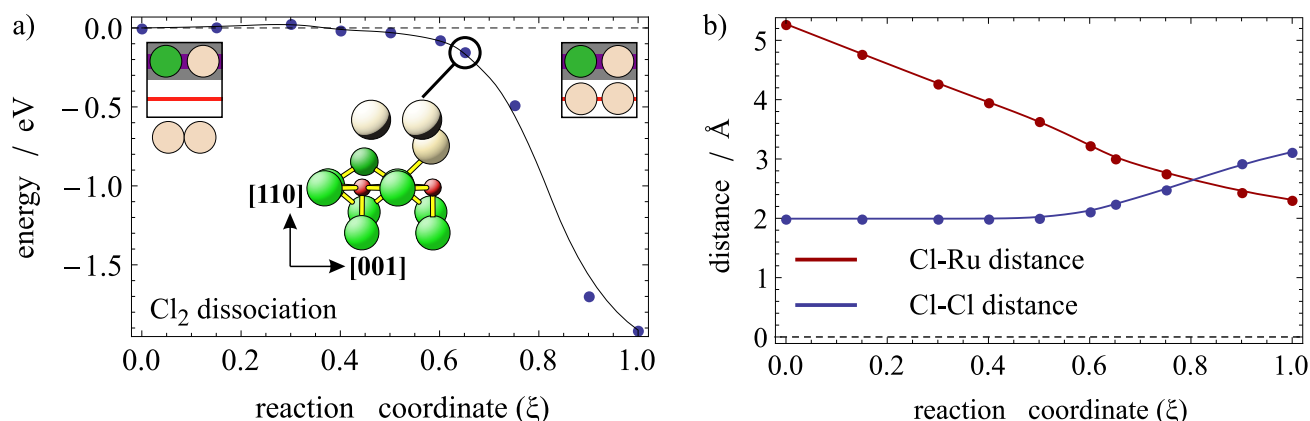 a)
0.0
−0.5
−1.0
−1.5
energy / eV
[110]
[001]
Cl₂ dissociation
0.0 0.2 0.4 0.6 0.8 1.0
reaction coordinate (ξ)
b)
5
4
3
2
1
0
distance / Å
Cl-Ru distance
Cl-Cl distance
0.0 0.2 0.4 0.6 0.8 1.0
reaction coordinate (ξ)